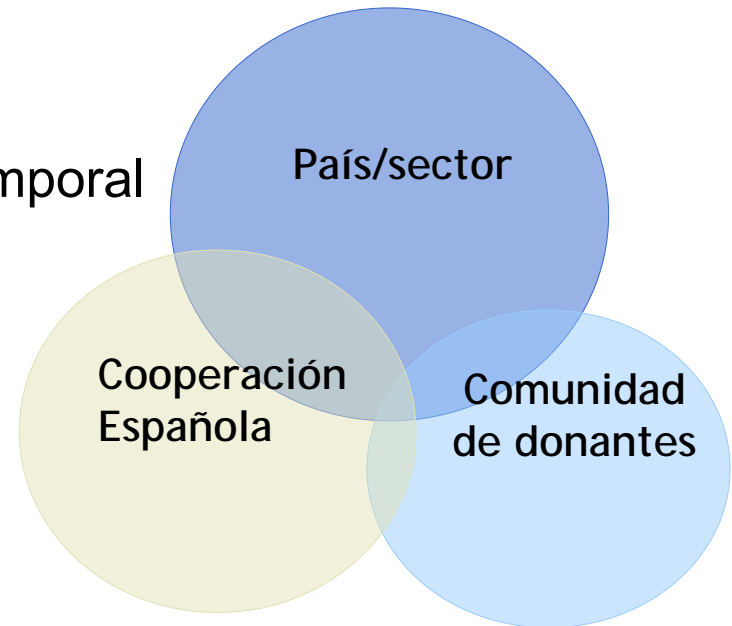 País/sector
mporal
Cooperación
Española
Comunidad
de donantes